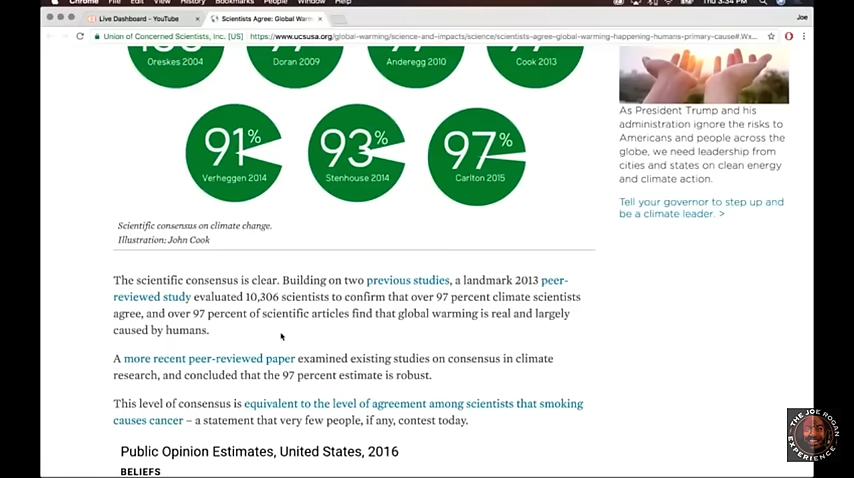 Chrome File Edit View History Bookmarks People Window Help Thu 3:34 PM
Live Dashboard - YouTube
Scientists Agree: Global Warm
Joe
Union of Concerned Scientists, Inc. [US]
https://www.ucsusa.org/global-warming/science-and-impacts/science/scientists-agree-global-warming-happening-humans-primary-cause#.Wx...
Oreskes 2004
Doran 2009
Anderegg 2010
Cook 2013
91%
Verheggen 2014
93%
Stenhouse 2014
97%
Carlton 2015
Scientific consensus on climate change.
Illustration: John Cook
The scientific consensus is clear. Building on two previous studies, a landmark 2013 peer-
reviewed study evaluated 10,306 scientists to confirm that over 97 percent climate scientists
agree, and over 97 percent of scientific articles find that global warming is real and largely
caused by humans.
A more recent peer-reviewed paper examined existing studies on consensus in climate
research, and concluded that the 97 percent estimate is robust.
This level of consensus is equivalent to the level of agreement among scientists that smoking
causes cancer – a statement that very few people, if any, contest today.
Public Opinion Estimates, United States, 2016
BELIEFS
As President Trump and his
administration ignore the risks to
Americans and people across the
globe, we need leadership from
cities and states on clean energy
and climate action.
Tell your governor to step up and
be a climate leader. >
THE JOE ROGAN
EXPERIENCE